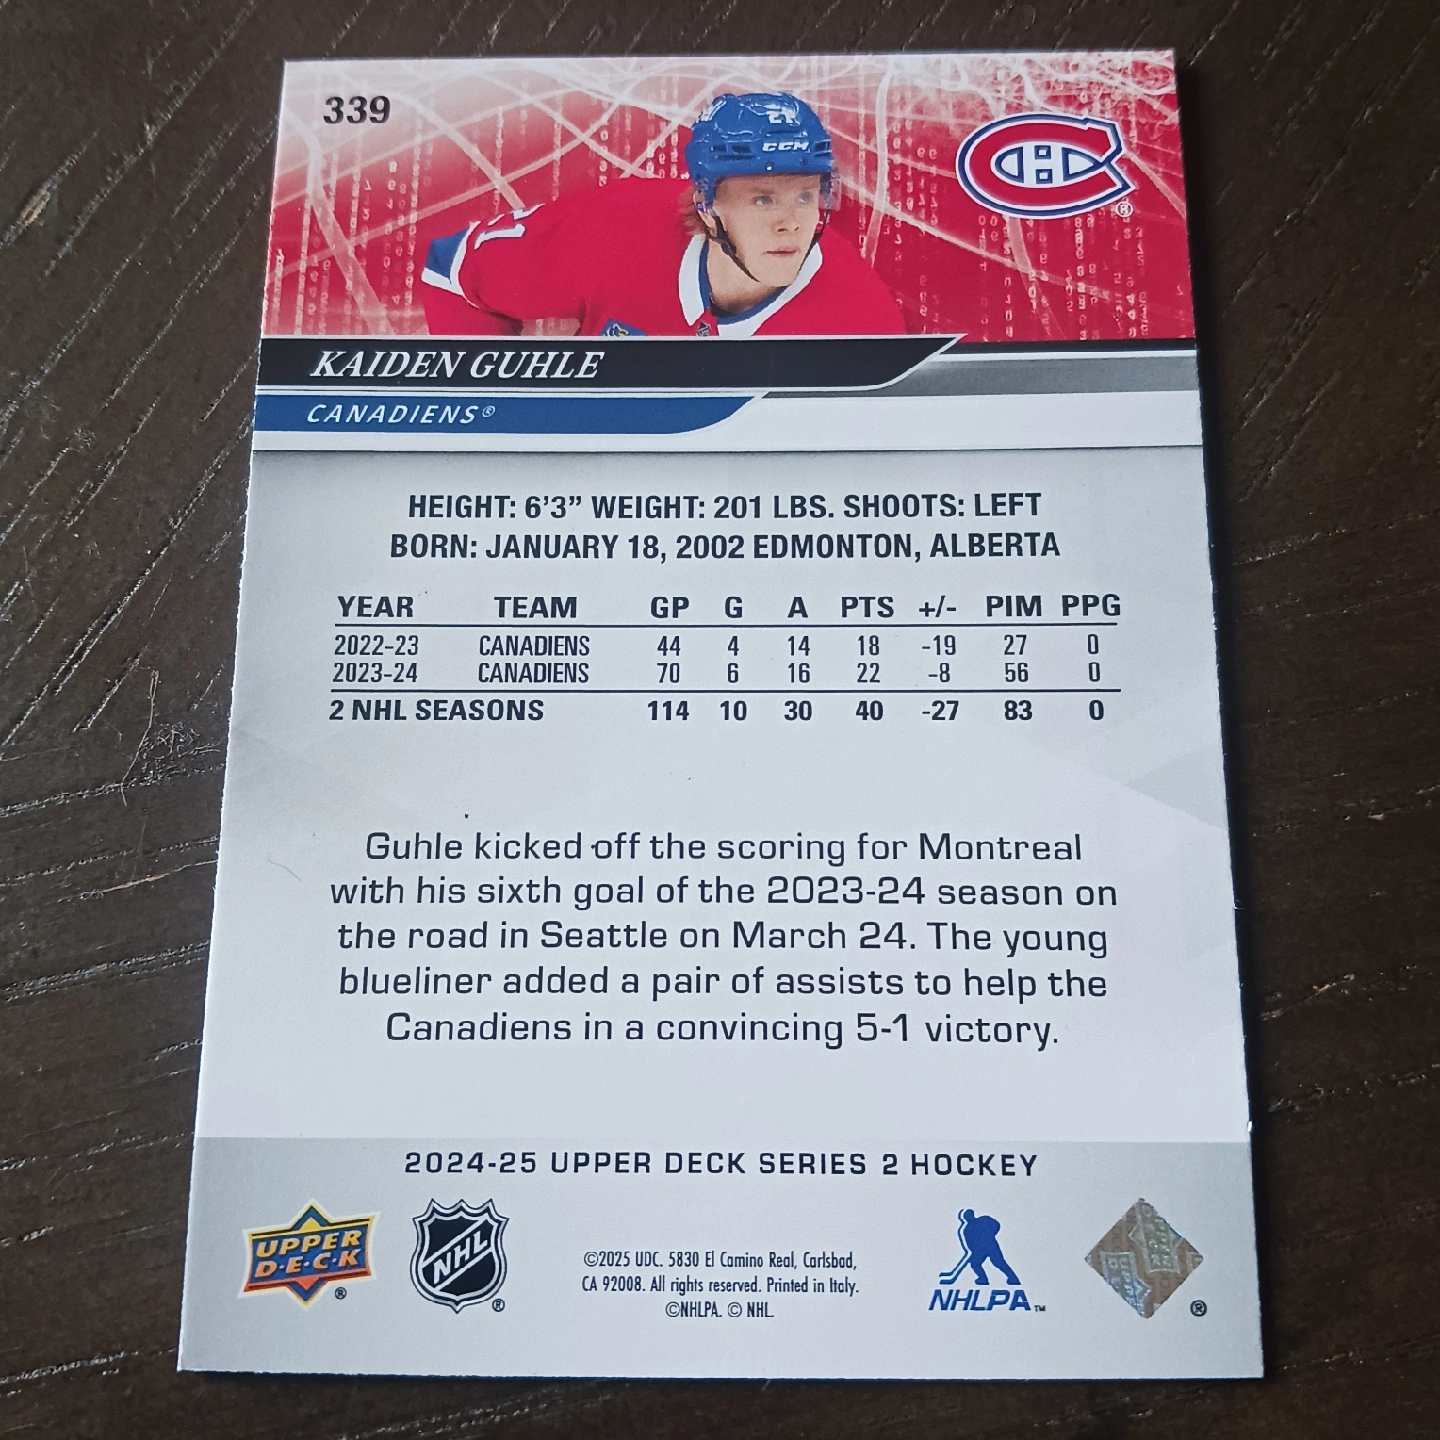 339
CCM
KAIDEN GUHLE
CANADIENS®
HEIGHT: 6'3” WEIGHT: 201 LBS. SHOOTS: LEFT
BORN: JANUARY 18, 2002 EDMONTON, ALBERTA
YEAR TEAM GP G A PTS +/- PIM PPG
2022-23 CANADIENS 44 4 14 18 -19 27 0
2023-24 CANADIENS 70 6 16 22 -8 56 0
2 NHL SEASONS 114 10 30 40 -27 83 0
Guhle kicked off the scoring for Montreal
with his sixth goal of the 2023-24 season on
the road in Seattle on March 24. The young
blueliner added a pair of assists to help the
Canadiens in a convincing 5-1 victory.
2024-25 UPPER DECK SERIES 2 HOCKEY
UPPER
D·E·C·K
®
NHL
®
©2025 UDC. 5830 El Camino Real, Carlsbad,
CA 92008. All rights reserved. Printed in Italy.
©NHLPA. © NHL.
NHLPA™
®